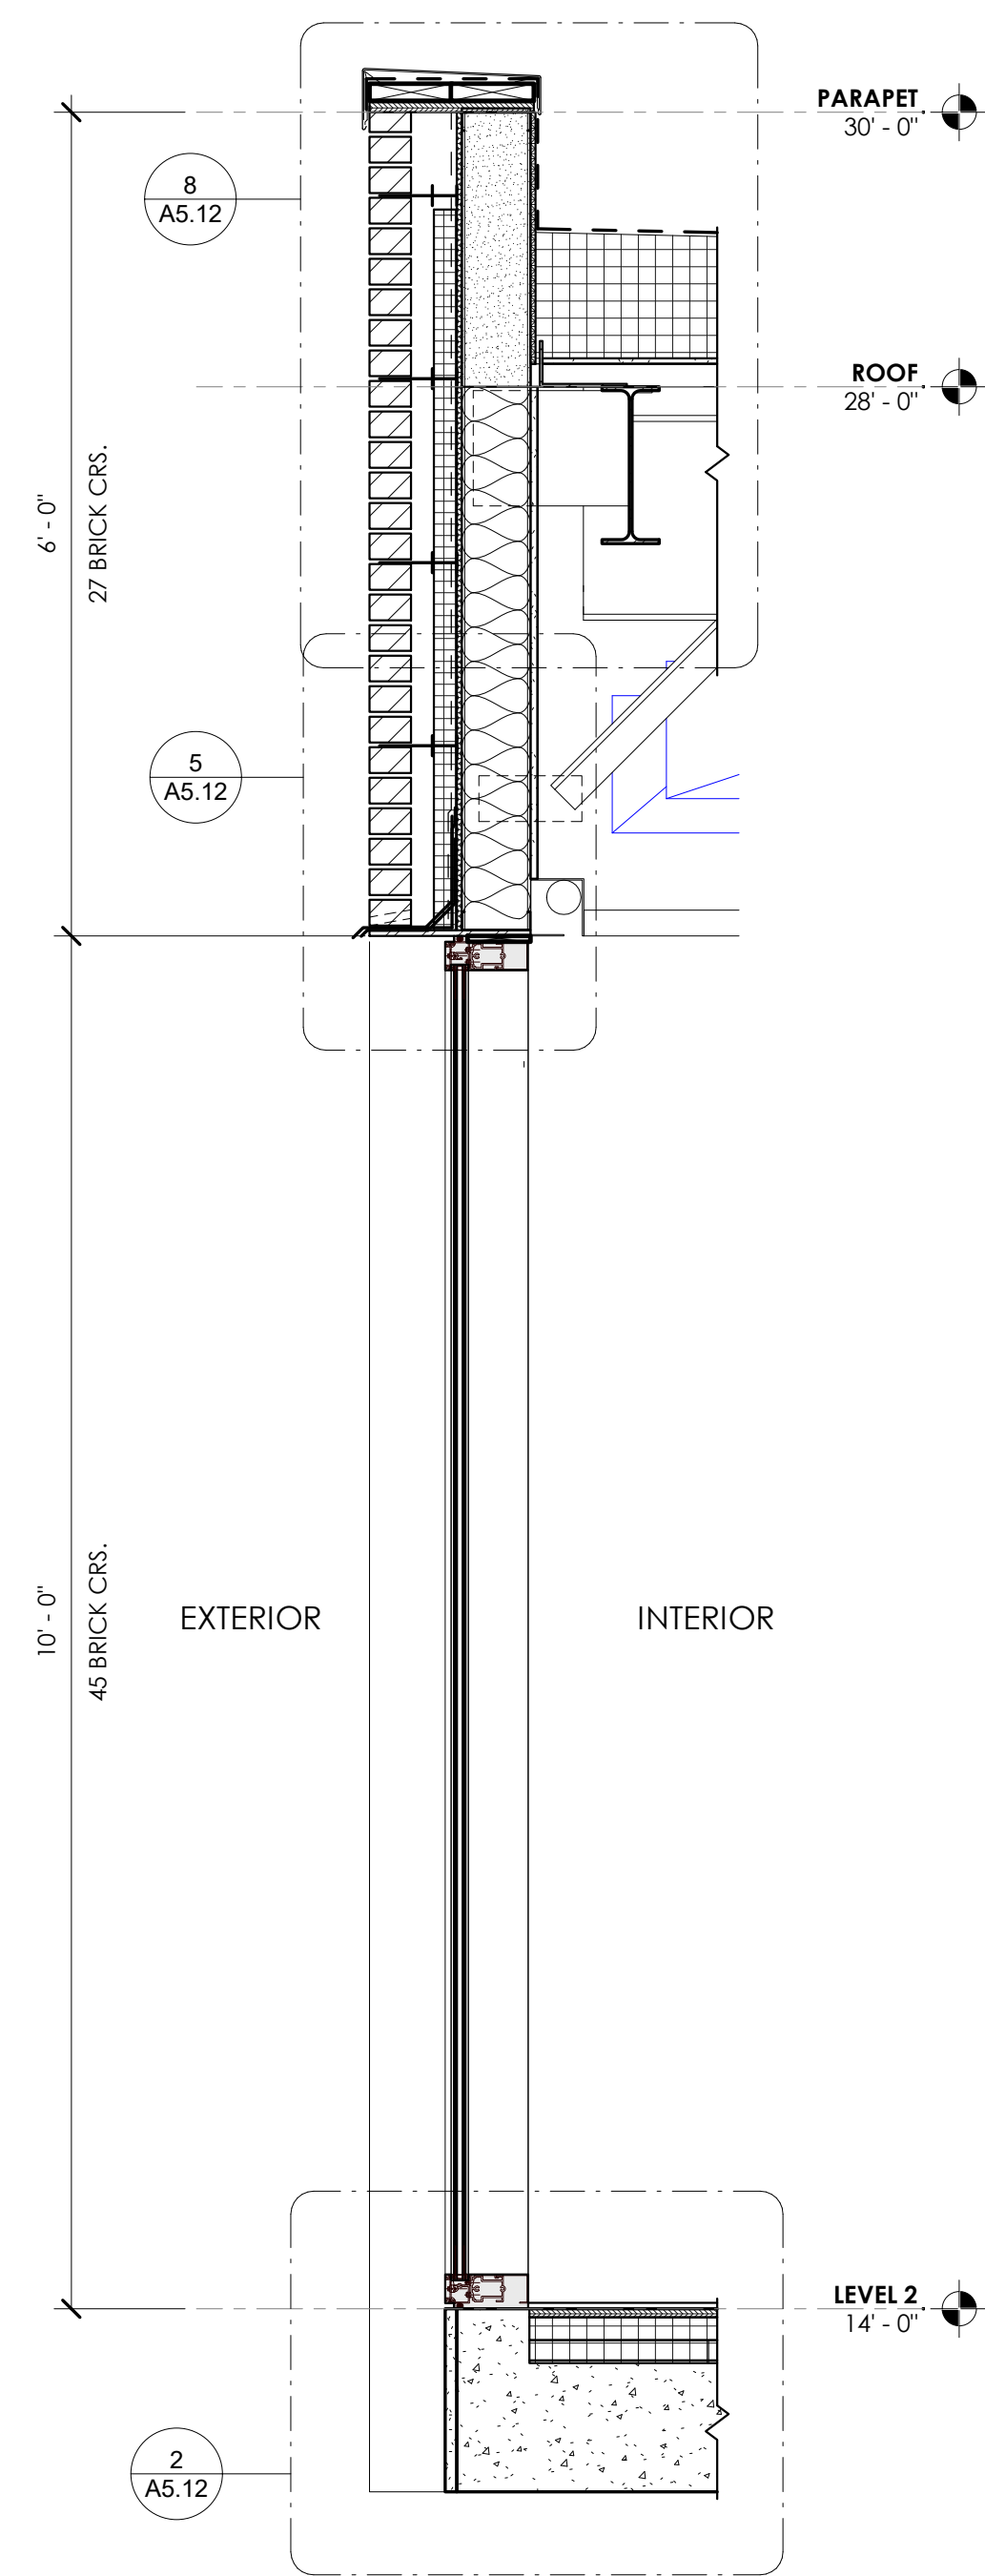 PARAPET
30' - 0"
8
A5.12
ROOF
28' - 0"
6' - 0"
27 BRICK CRS.
5
A5.12
10' - 0"
45 BRICK CRS.
EXTERIOR
INTERIOR
LEVEL 2
14' - 0"
2
A5.12